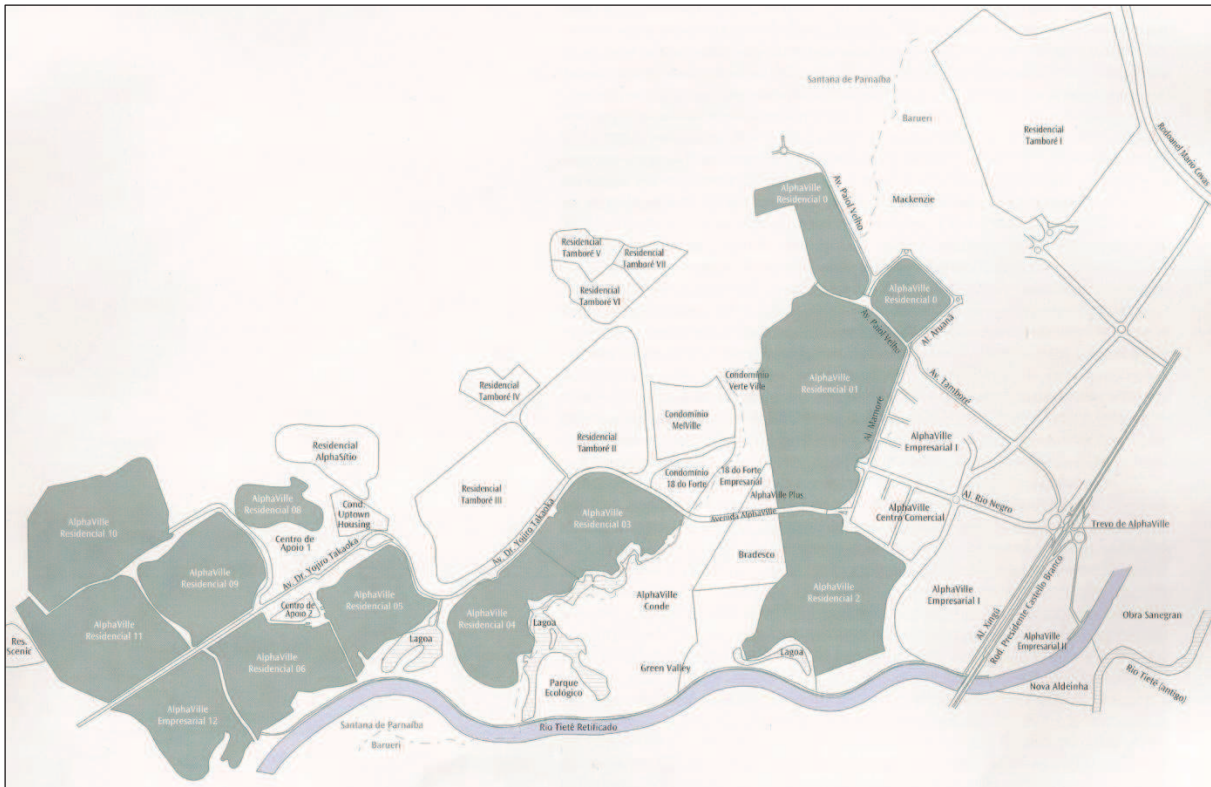 Santana de Parnaíba
Barueri
Residencial
Tamboré I
Rodoanel Mario Covas
AlphaVille
Residencial 0
Av. Paiol Velho
Mackenzie
Residencial
Tamboré V
Residencial
Tamboré VII
Residencial
Tamboré VI
AlphaVille
Residencial 0
Av. Paiol Velho
Al. Aruanã
Condomínio
Verte Ville
AlphaVille
Residencial 01
Av. Tamboré
Residencial
Tamboré IV
Al. Mamoré
Condomínio
MelVille
AlphaVille
Empresarial I
Residencial
AlphaSítio
Residencial
Tamboré II
Condomínio
18 do Forte
18 do Forte
Empresarial
Residencial
Tamboré III
AlphaVille
Residencial 08
Cond.
Uptown
Housing
AlphaVille Plus
Avenida AlphaVille
Al. Rio Negro
AlphaVille
Centro Comercial
Trevo de AlphaVille
AlphaVille
Residencial 10
Centro de
Apoio 1
Av. Dr. Yojiro Takaoka
Av. Dr. Yojiro Takaoka
AlphaVille
Residencial 03
Bradesco
AlphaVille
Residencial 09
AlphaVille
Residencial 05
AlphaVille
Conde
AlphaVille
Residencial 2
AlphaVille
Empresarial I
Al. Xingú
Rod. Presidente Castello Branco
Centro de
Apoio 2
AlphaVille
Residencial 04
Lagoa
Obra Sanegran
Res.
Scenic
AlphaVille
Residencial 11
Lagoa
AlphaVille
Empresarial II
AlphaVille
Residencial 06
Lagoa
Green Valley
Rio Tietê (antigo)
Parque
Ecológico
Nova Aldeinha
AlphaVille
Empresarial 12
Santana de Parnaíba
Barueri
Rio Tietê Retificado